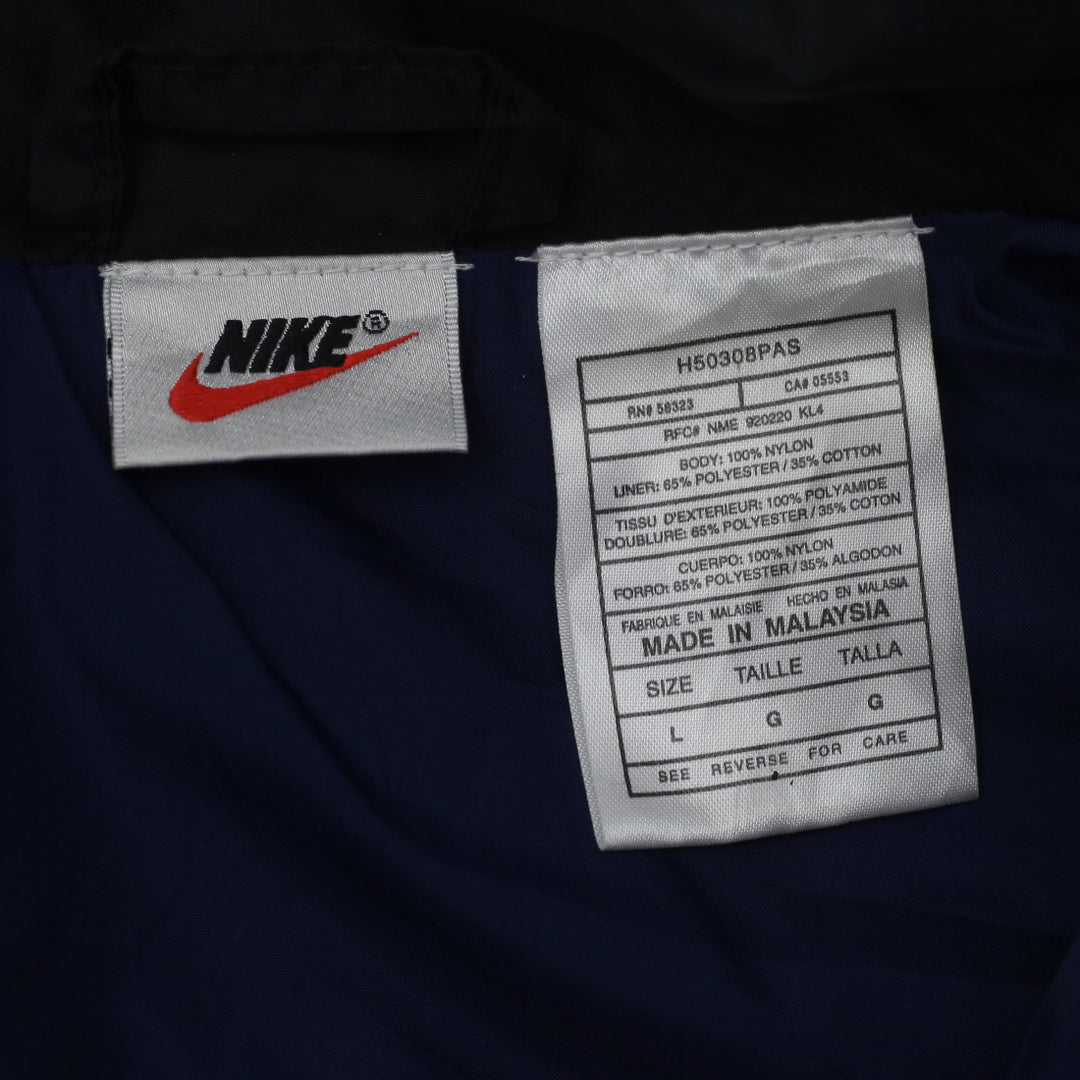 NIKE®
H50308PAS
RN# 56323 CA# 05553
RFC# NME 920220 KL4
BODY: 100% NYLON
LINER: 65% POLYESTER / 35% COTTON
TISSU D'EXTERIEUR: 100% POLYAMIDE
DOUBLURE: 65% POLYESTER / 35% COTON
CUERPO: 100% NYLON
FORRO: 65% POLYESTER / 35% ALGODON
FABRIQUE EN MALAISIE HECHO EN MALASIA
MADE IN MALAYSIA
SIZE TAILLE TALLA
L G G
SEE REVERSE FOR CARE